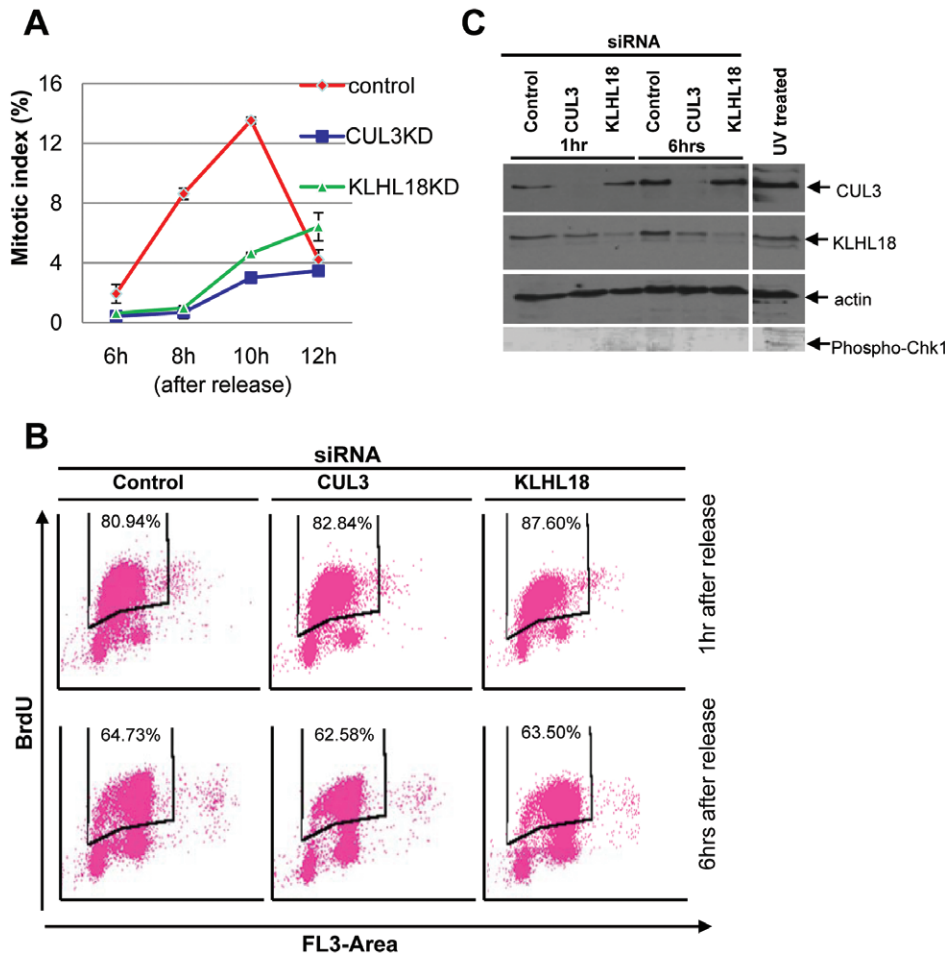 A
Mitotic index (%)
16
12
8
4
0
6h 8h 10h 12h
(after release)
control
CUL3KD
KLHL18KD
C
siRNA
Control CUL3 KLHL18 Control CUL3 KLHL18 UV treated
1hr 6hrs
CUL3
KLHL18
actin
Phospho-Chk1
B
siRNA
Control CUL3 KLHL18
80.94% 82.84% 87.60%
1hr after release
64.73% 62.58% 63.50%
6hrs after release
BrdU
FL3-Area